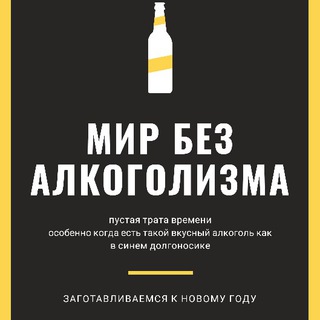 МИР БЕЗ
АЛКОГОЛИЗМА
пустая трата времени
особенно когда есть такой вкусный алкоголь как
в синем долгоносике
ЗАГОТАВЛИВАЕМСЯ К НОВОМУ ГОДУ